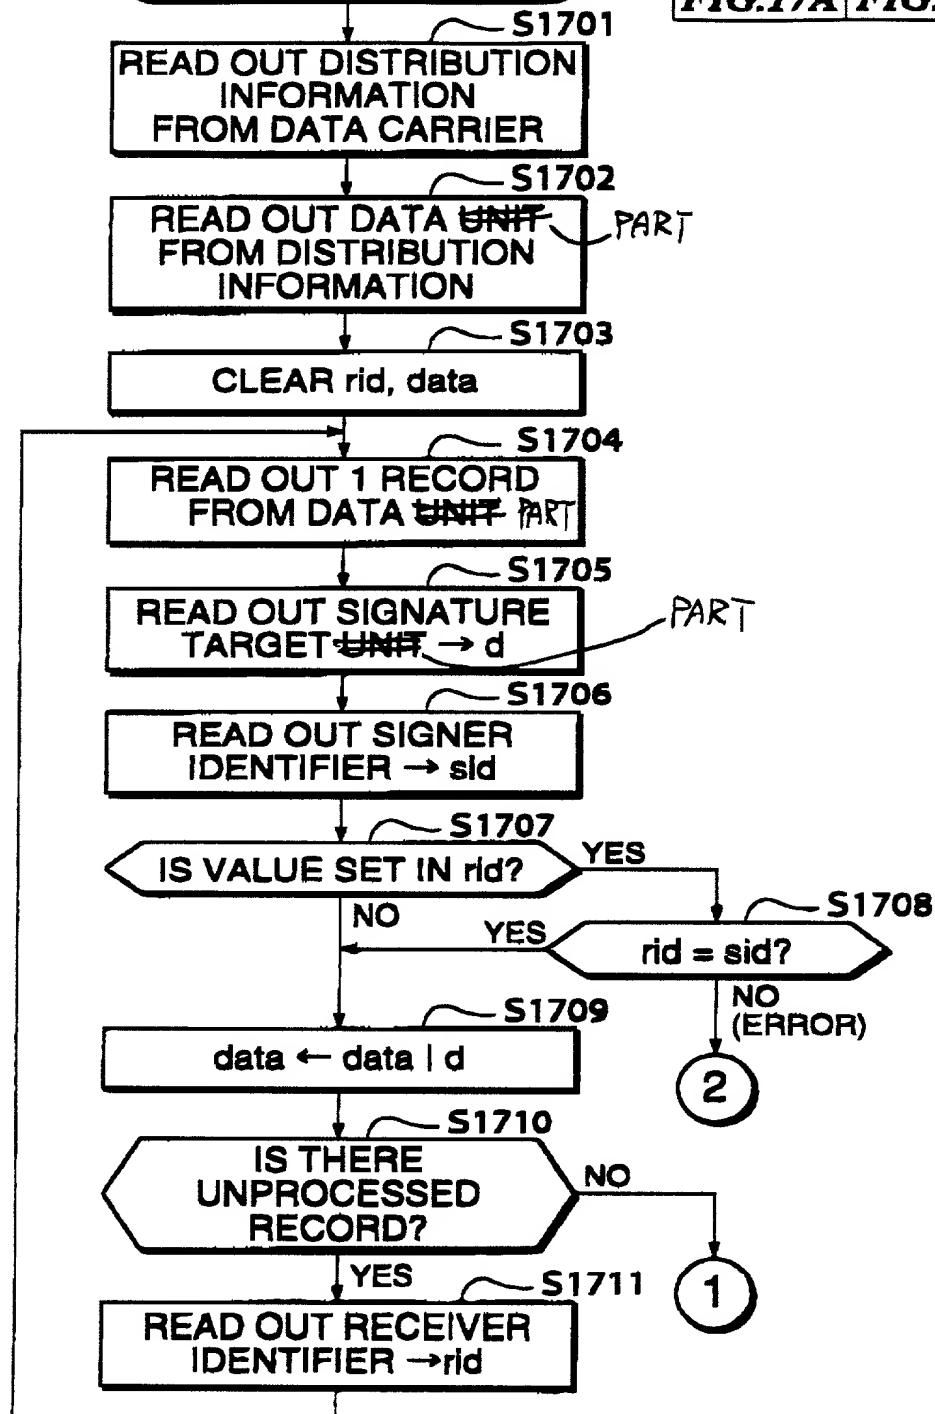 FIG.17A FIG.
S1701
READ OUT DISTRIBUTION
INFORMATION
FROM DATA CARRIER
S1702
READ OUT DATA UNIT PART
FROM DISTRIBUTION
INFORMATION
S1703
CLEAR rid, data
S1704
READ OUT 1 RECORD
FROM DATA UNIT PART
S1705
READ OUT SIGNATURE
TARGET UNIT → d
PART
S1706
READ OUT SIGNER
IDENTIFIER → sid
S1707
IS VALUE SET IN rid?
YES
S1708
NO
YES
rid = sid?
NO
(ERROR)
2
S1709
data ← data | d
S1710
IS THERE
UNPROCESSED
RECORD?
NO
1
YES
S1711
READ OUT RECEIVER
IDENTIFIER →rid